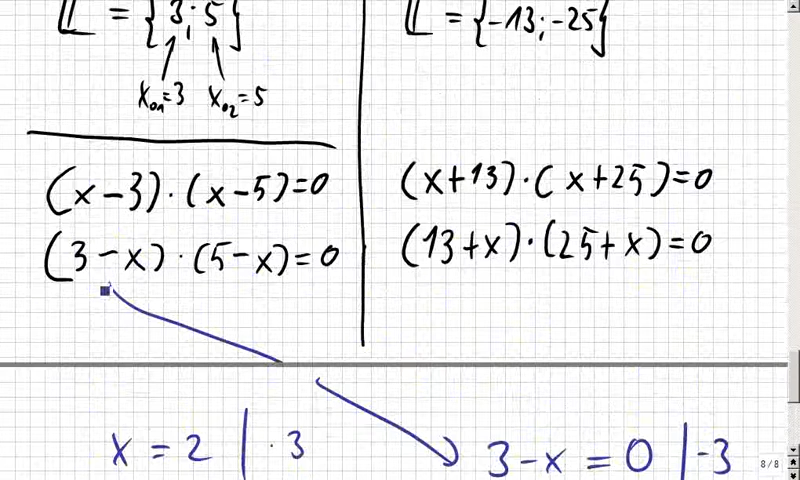 𝕃 = {3; 5}
x₀₁=3 x₀₂=5
(x-3)·(x-5)=0
(3-x)·(5-x)=0
𝕃 = {-13; -25}
(x+13)·(x+25)=0
(13+x)·(25+x)=0
x = 2 | ·3
3-x = 0 | -3
8/8